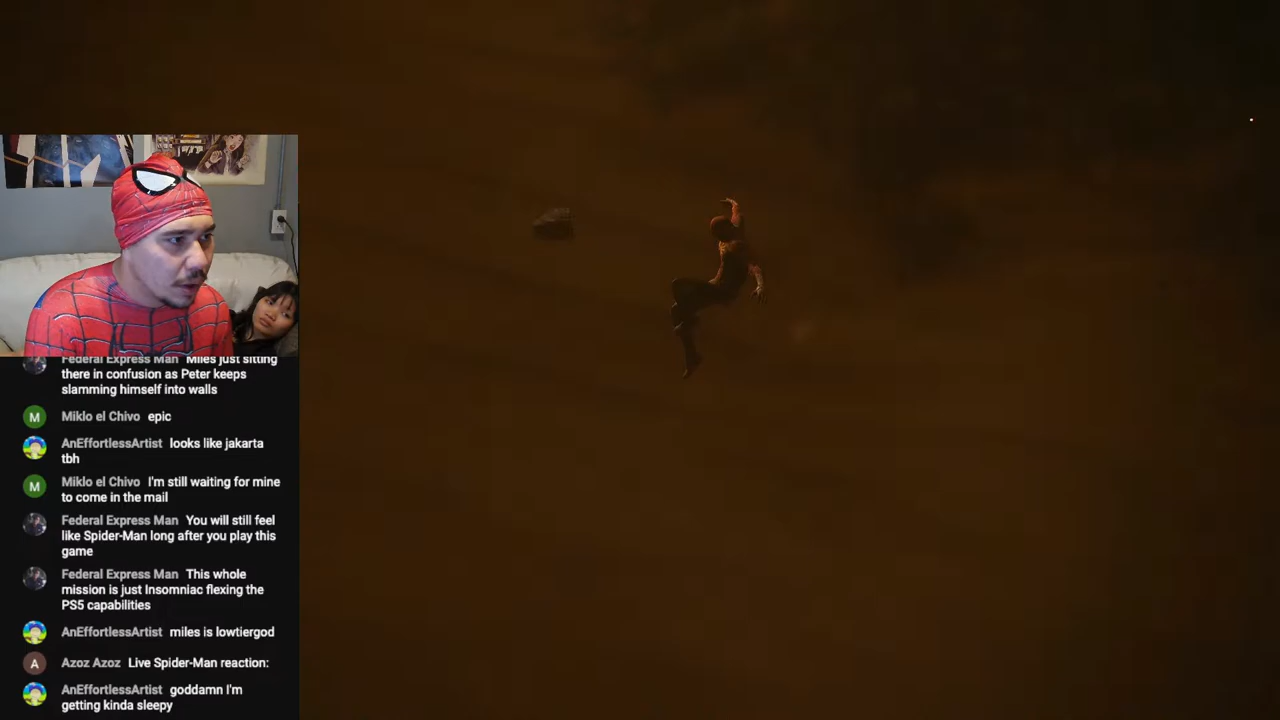 Federal Express Man Miles just sitting
there in confusion as Peter keeps
slamming himself into walls
M Miklo el Chivo epic
AnEffortlessArtist looks like jakarta
tbh
M Miklo el Chivo I'm still waiting for mine
to come in the mail
Federal Express Man You will still feel
like Spider-Man long after you play this
game
Federal Express Man This whole
mission is just Insomniac flexing the
PS5 capabilities
AnEffortlessArtist miles is lowtiergod
A Azoz Azoz Live Spider-Man reaction:
AnEffortlessArtist goddamn I'm
getting kinda sleepy